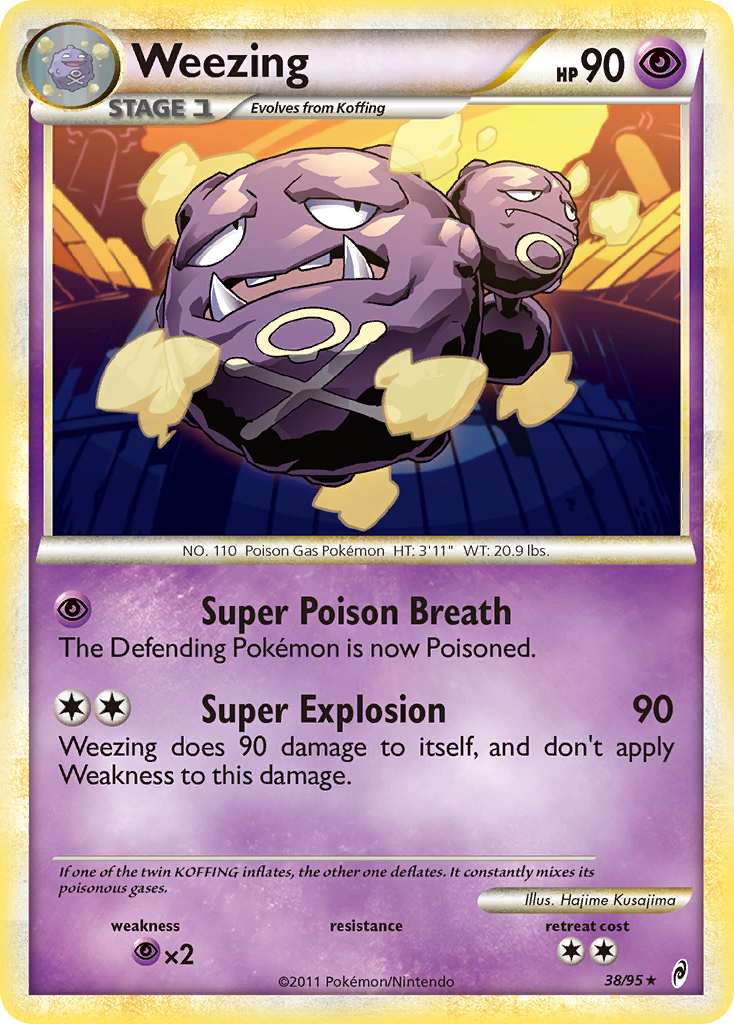 Weezing
HP 90
STAGE 1
Evolves from Koffing
NO. 110 Poison Gas Pokémon HT: 3'11" WT: 20.9 lbs.
Super Poison Breath
The Defending Pokémon is now Poisoned.
Super Explosion 90
Weezing does 90 damage to itself, and don't apply
Weakness to this damage.
If one of the twin KOFFING inflates, the other one deflates. It constantly mixes its
poisonous gases.
Illus. Hajime Kusajima
weakness resistance retreat cost
×2
©2011 Pokémon/Nintendo 38/95 ★